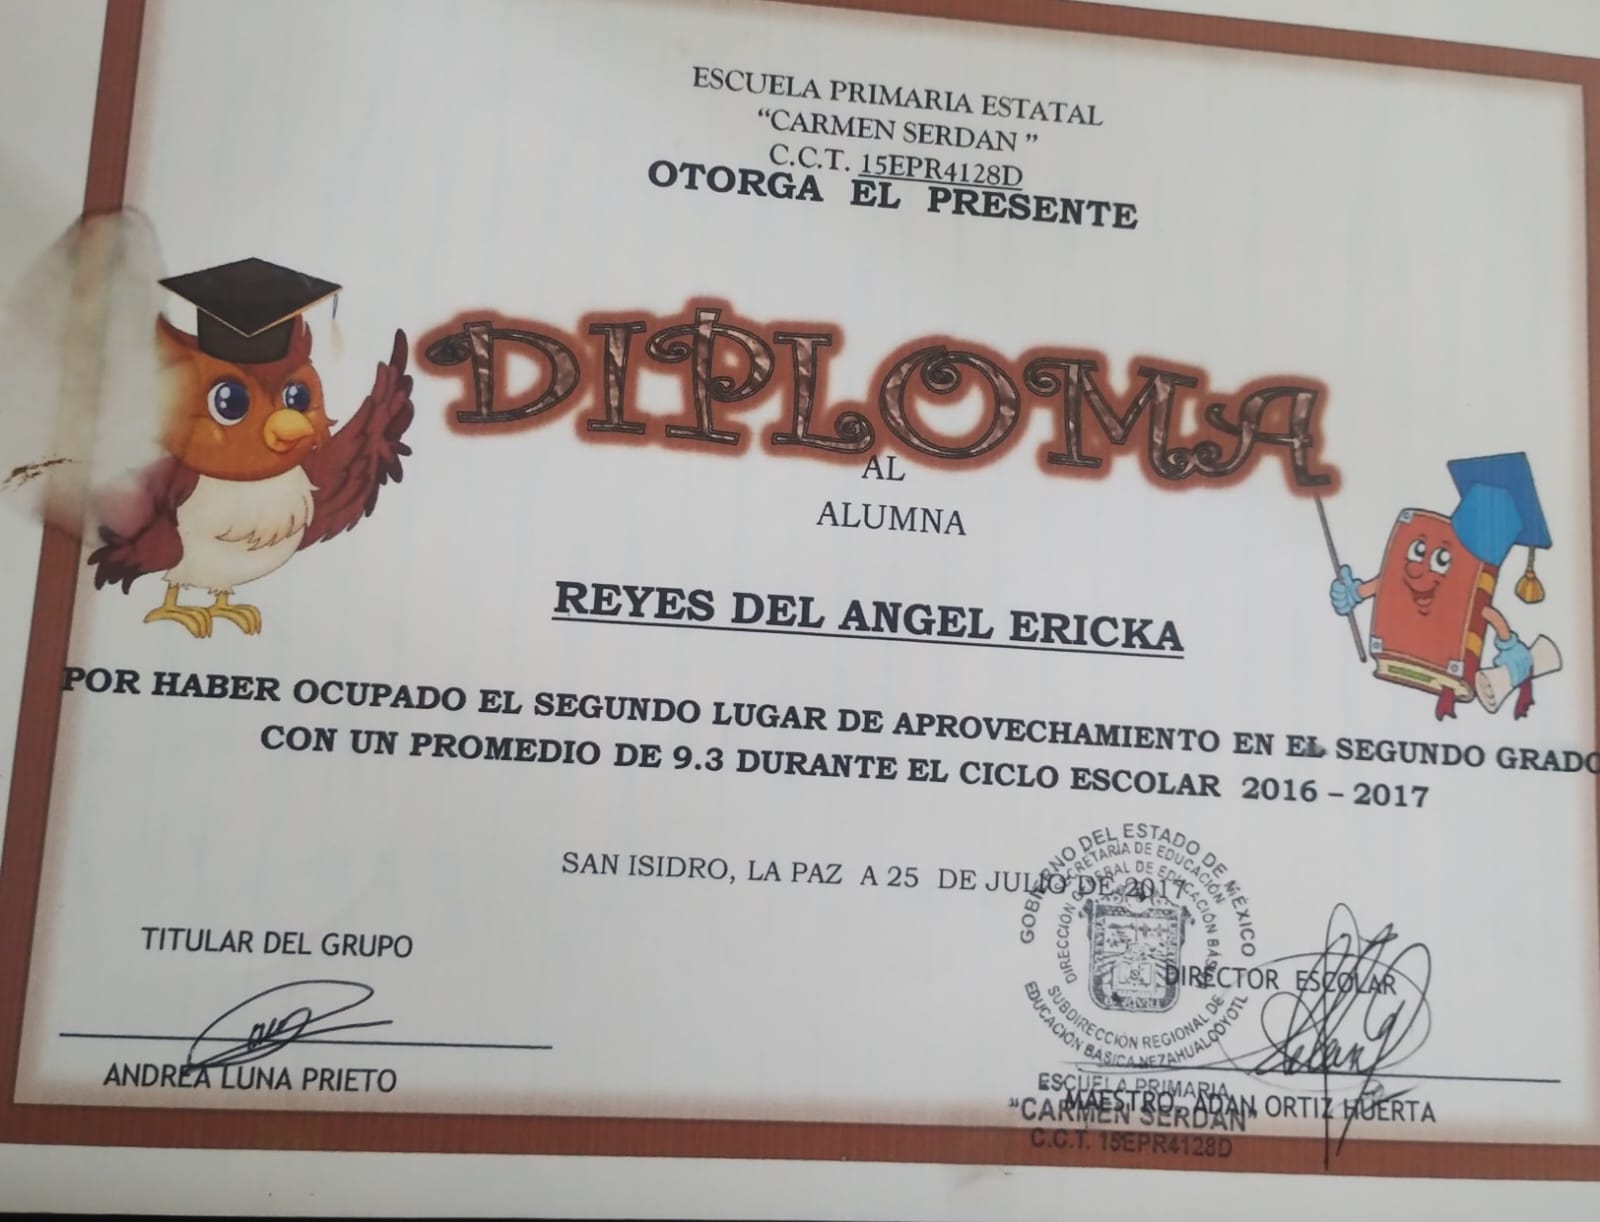 ESCUELA PRIMARIA ESTATAL
“CARMEN SERDAN ”
C.C.T. 15EPR4128D
OTORGA EL PRESENTE
DIPLOMA
AL
ALUMNA
REYES DEL ANGEL ERICKA
POR HABER OCUPADO EL SEGUNDO LUGAR DE APROVECHAMIENTO EN EL SEGUNDO GRADO
CON UN PROMEDIO DE 9.3 DURANTE EL CICLO ESCOLAR 2016 – 2017
SAN ISIDRO, LA PAZ A 25 DE JULIO DE 2017
GOBIERNO DEL ESTADO DE MÉXICO
SECRETARÍA DE EDUCACIÓN
DIRECCIÓN GENERAL DE EDUCACIÓN BÁSICA
SUBDIRECCIÓN REGIONAL DE
EDUCACIÓN BÁSICA NEZAHUALCOYOTL
TITULAR DEL GRUPO
DIRECTOR ESCOLAR
ANDREA LUNA PRIETO
MAESTRO. ADAN ORTIZ HUERTA
ESCUELA PRIMARIA
“CARMEN SERDAN”
C.C.T. 15EPR4128D